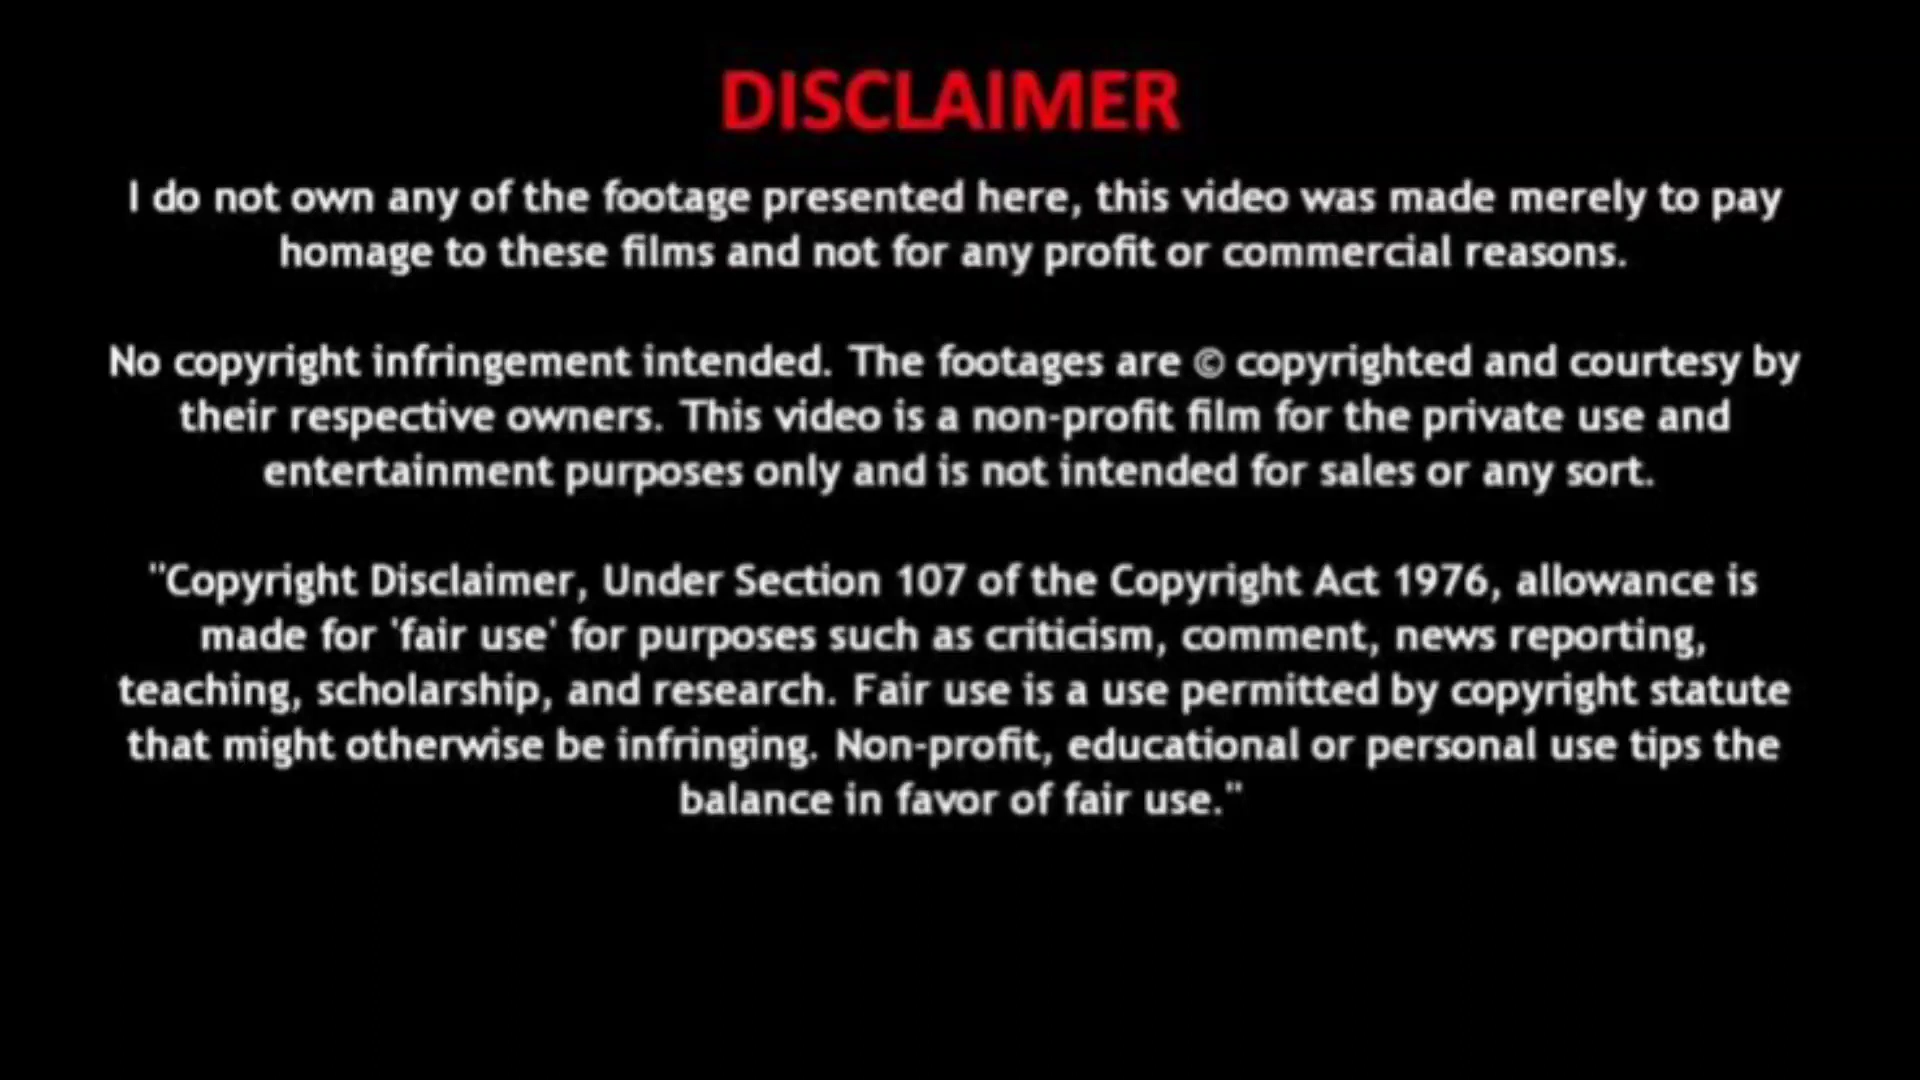 DISCLAIMER
I do not own any of the footage presented here, this video was made merely to pay
homage to these films and not for any profit or commercial reasons.
No copyright infringement intended. The footages are © copyrighted and courtesy by
their respective owners. This video is a non-profit film for the private use and
entertainment purposes only and is not intended for sales or any sort.
"Copyright Disclaimer, Under Section 107 of the Copyright Act 1976, allowance is
made for 'fair use' for purposes such as criticism, comment, news reporting,
teaching, scholarship, and research. Fair use is a use permitted by copyright statute
that might otherwise be infringing. Non-profit, educational or personal use tips the
balance in favor of fair use."